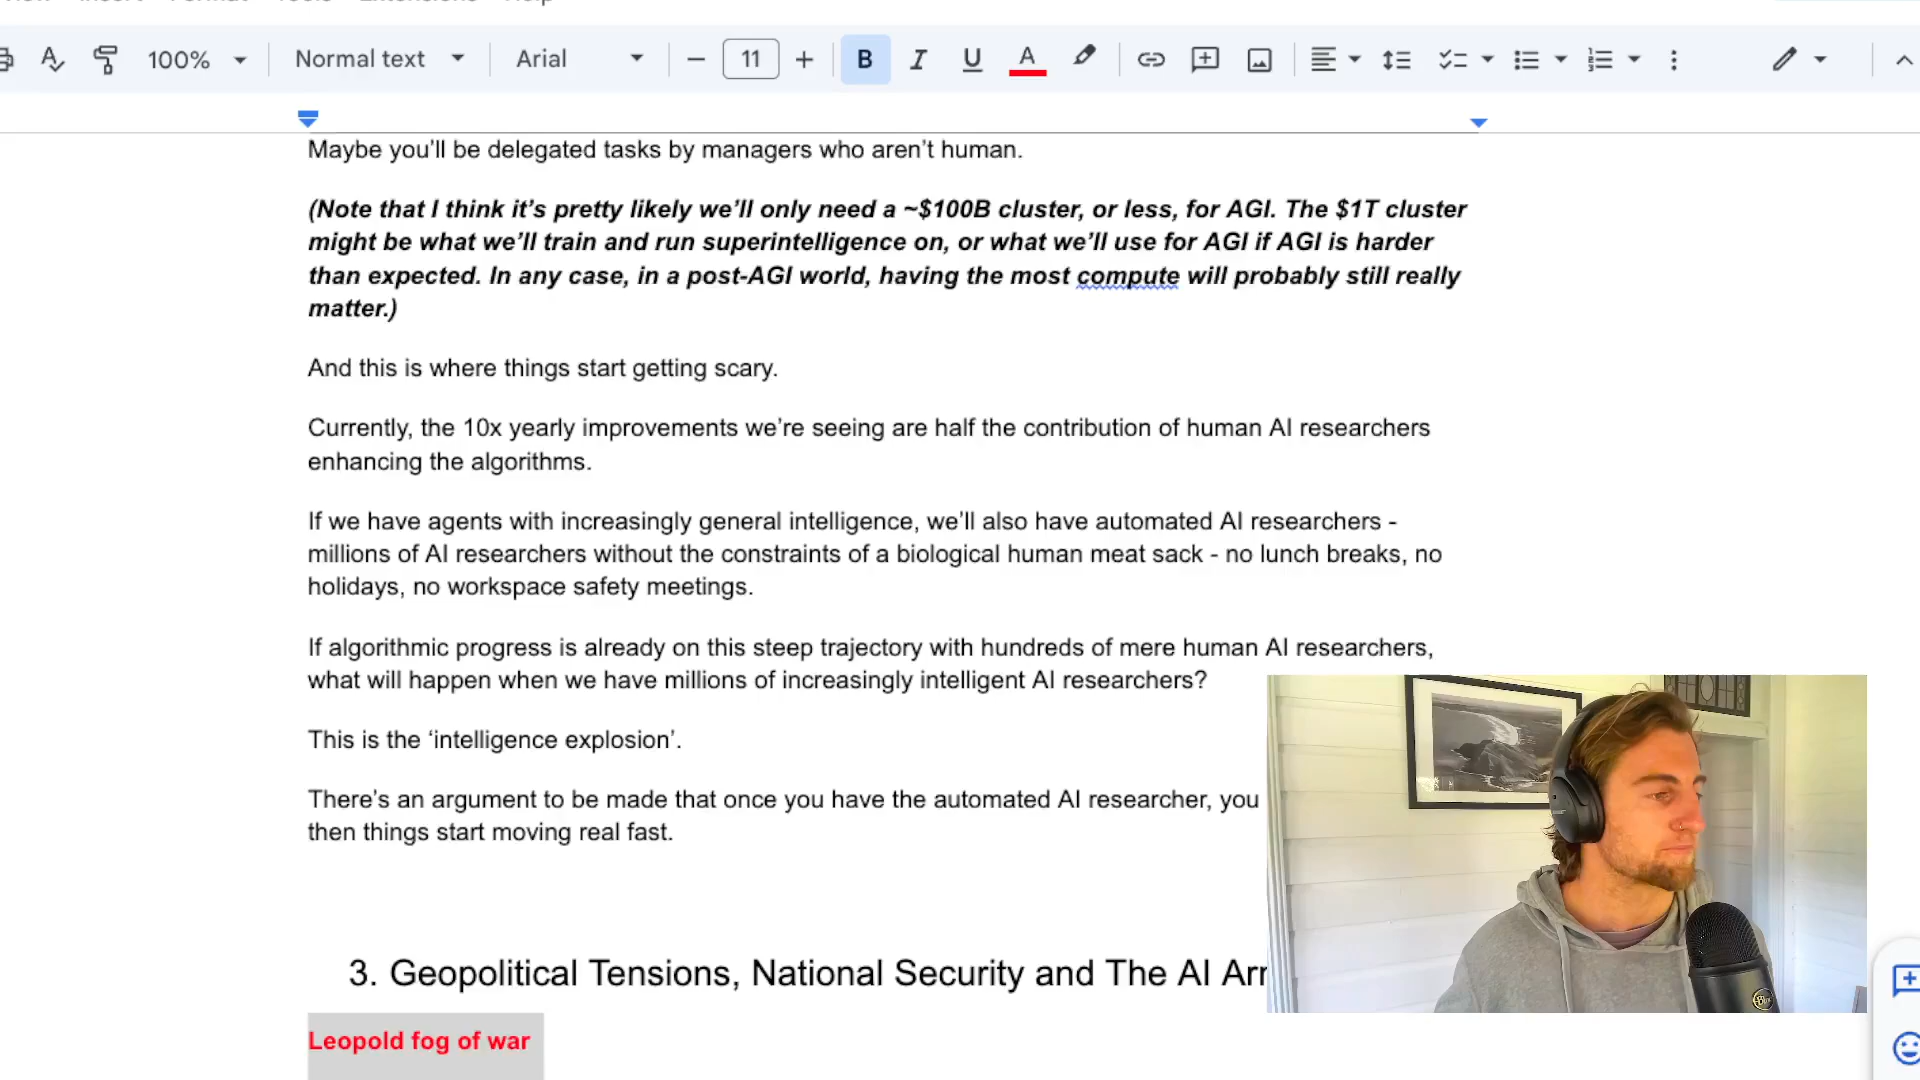 100%
Normal text
Arial
11
B
I
U
A
Maybe you’ll be delegated tasks by managers who aren’t human.
(Note that I think it’s pretty likely we’ll only need a ~$100B cluster, or less, for AGI. The $1T cluster
might be what we’ll train and run superintelligence on, or what we’ll use for AGI if AGI is harder
than expected. In any case, in a post-AGI world, having the most compute will probably still really
matter.)
And this is where things start getting scary.
Currently, the 10x yearly improvements we’re seeing are half the contribution of human AI researchers
enhancing the algorithms.
If we have agents with increasingly general intelligence, we’ll also have automated AI researchers -
millions of AI researchers without the constraints of a biological human meat sack - no lunch breaks, no
holidays, no workspace safety meetings.
If algorithmic progress is already on this steep trajectory with hundreds of mere human AI researchers,
what will happen when we have millions of increasingly intelligent AI researchers?
This is the ‘intelligence explosion’.
There’s an argument to be made that once you have the automated AI researcher, you
then things start moving real fast.
3. Geopolitical Tensions, National Security and The AI
Leopold fog of war